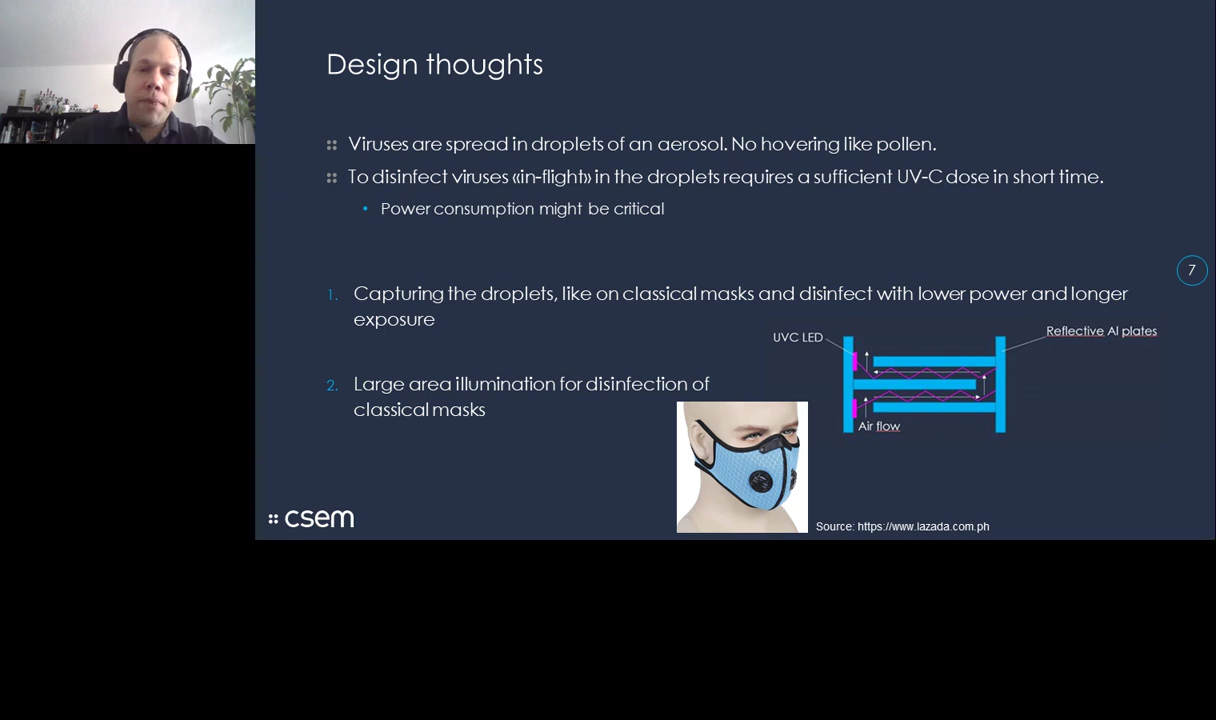 Design thoughts
Viruses are spread in droplets of an aerosol. No hovering like pollen.
To disinfect viruses «in-flight» in the droplets requires a sufficient UV-C dose in short time.
Power consumption might be critical
7
1. Capturing the droplets, like on classical masks and disinfect with lower power and longer
exposure
UVC LED
Reflective Al plates
2. Large area illumination for disinfection of
classical masks
Air flow
csem
Source: https://www.lazada.com.ph